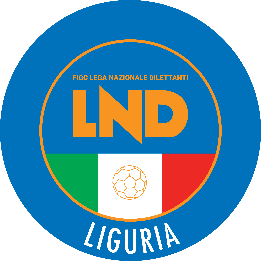 FIGC LEGA NAZIONALE DILETTANTI
LND
LIGURIA